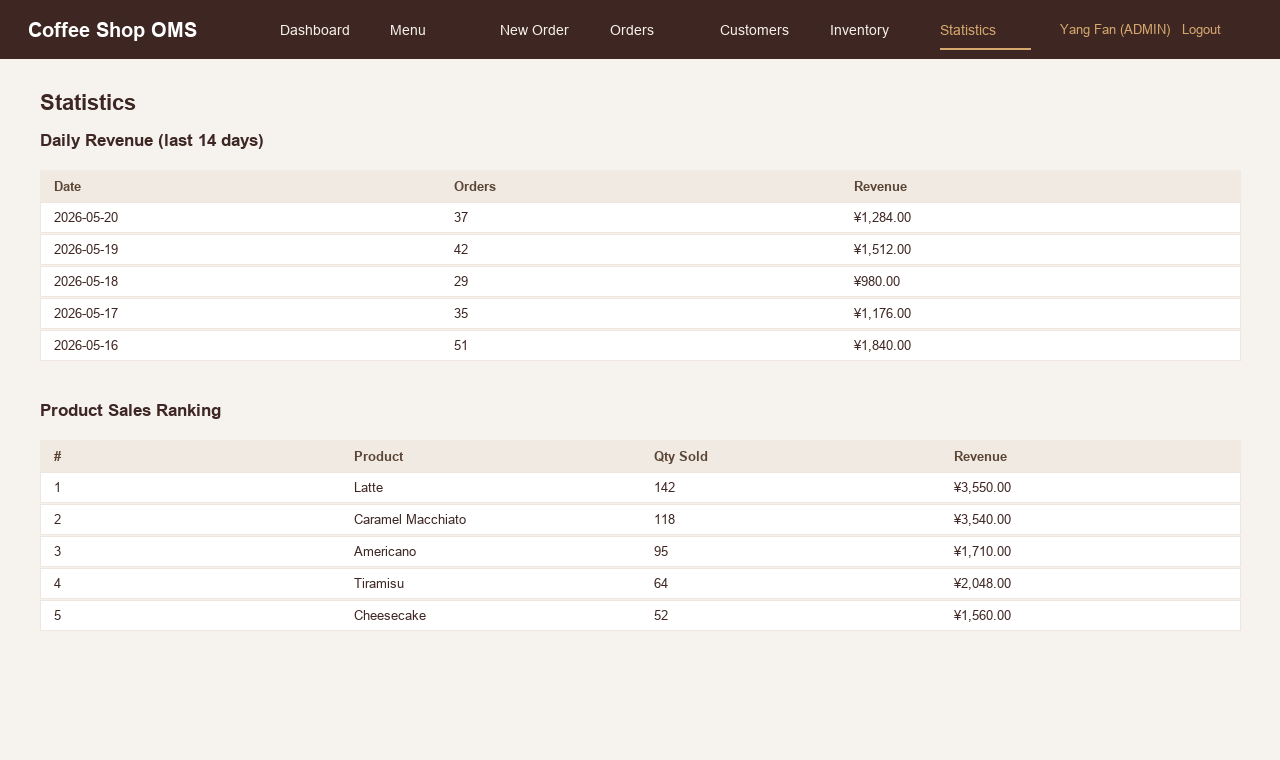 Coffee Shop OMS Dashboard Menu New Order Orders Customers Inventory Statistics Yang Fan (ADMIN) Logout
Statistics
Daily Revenue (last 14 days)
Date Orders Revenue
2026-05-20 37 ¥1,284.00
2026-05-19 42 ¥1,512.00
2026-05-18 29 ¥980.00
2026-05-17 35 ¥1,176.00
2026-05-16 51 ¥1,840.00
Product Sales Ranking
# Product Qty Sold Revenue
1 Latte 142 ¥3,550.00
2 Caramel Macchiato 118 ¥3,540.00
3 Americano 95 ¥1,710.00
4 Tiramisu 64 ¥2,048.00
5 Cheesecake 52 ¥1,560.00